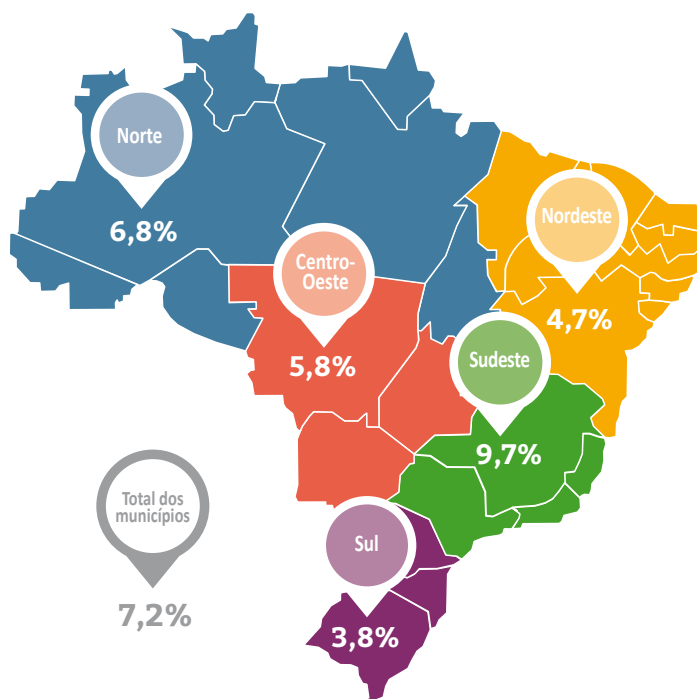 Norte
6,8%
Nordeste
4,7%
Centro-
Oeste
5,8%
Sudeste
9,7%
Total dos
municípios
7,2%
Sul
3,8%